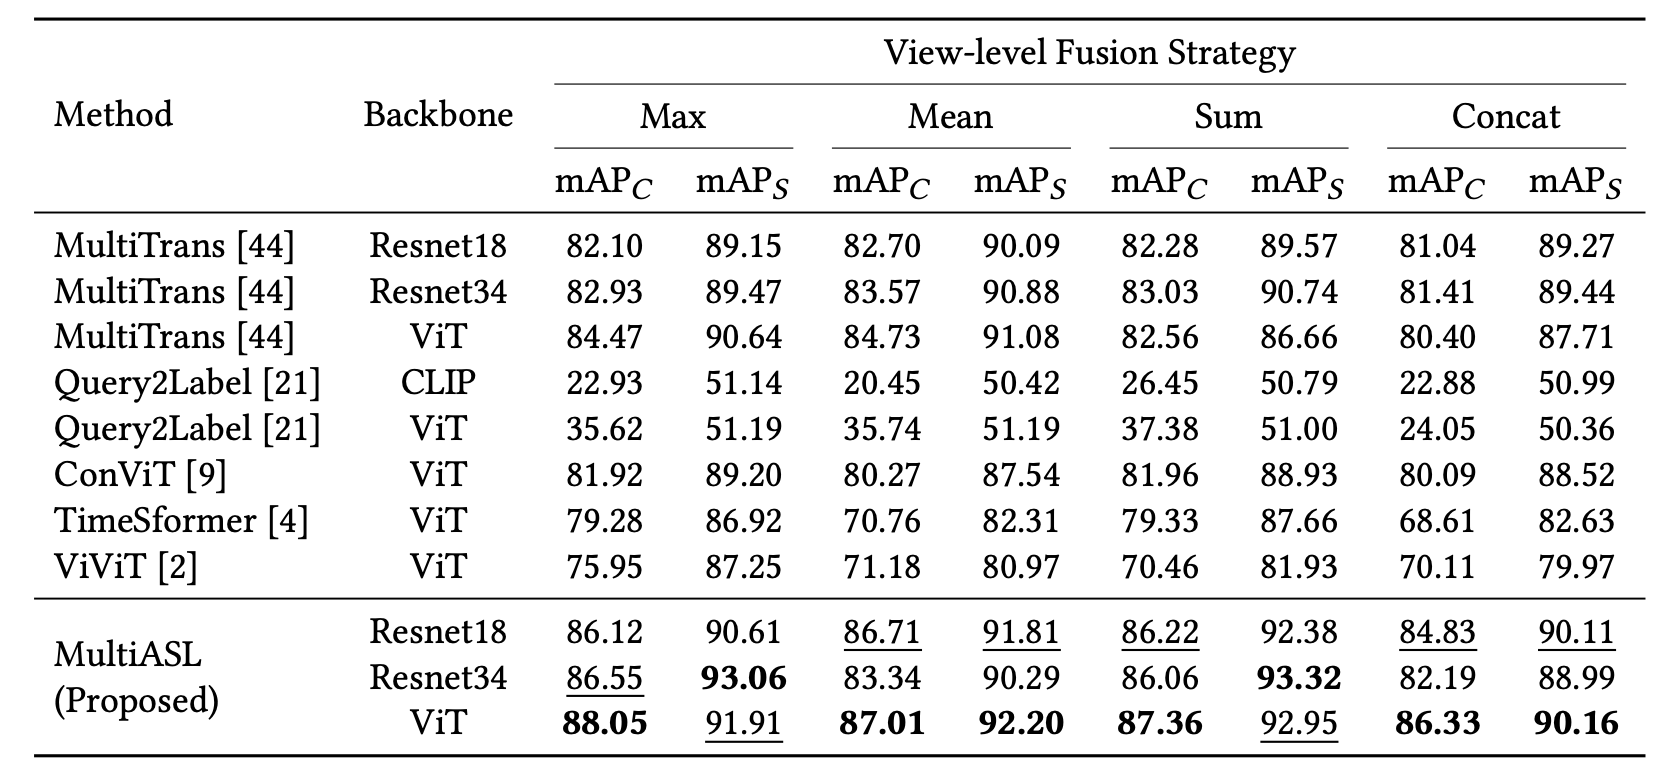 View-level Fusion Strategy
Method Backbone Max Mean Sum Concat
mAP_C mAP_S mAP_C mAP_S mAP_C mAP_S mAP_C mAP_S
MultiTrans [44] Resnet18 82.10 89.15 82.70 90.09 82.28 89.57 81.04 89.27
MultiTrans [44] Resnet34 82.93 89.47 83.57 90.88 83.03 90.74 81.41 89.44
MultiTrans [44] ViT 84.47 90.64 84.73 91.08 82.56 86.66 80.40 87.71
Query2Label [21] CLIP 22.93 51.14 20.45 50.42 26.45 50.79 22.88 50.99
Query2Label [21] ViT 35.62 51.19 35.74 51.19 37.38 51.00 24.05 50.36
ConViT [9] ViT 81.92 89.20 80.27 87.54 81.96 88.93 80.09 88.52
TimeSformer [4] ViT 79.28 86.92 70.76 82.31 79.33 87.66 68.61 82.63
ViViT [2] ViT 75.95 87.25 71.18 80.97 70.46 81.93 70.11 79.97
MultiASL
(Proposed)
Resnet18 86.12 90.61 86.71 91.81 86.22 92.38 84.83 90.11
Resnet34 86.55 93.06 83.34 90.29 86.06 93.32 82.19 88.99
ViT 88.05 91.91 87.01 92.20 87.36 92.95 86.33 90.16